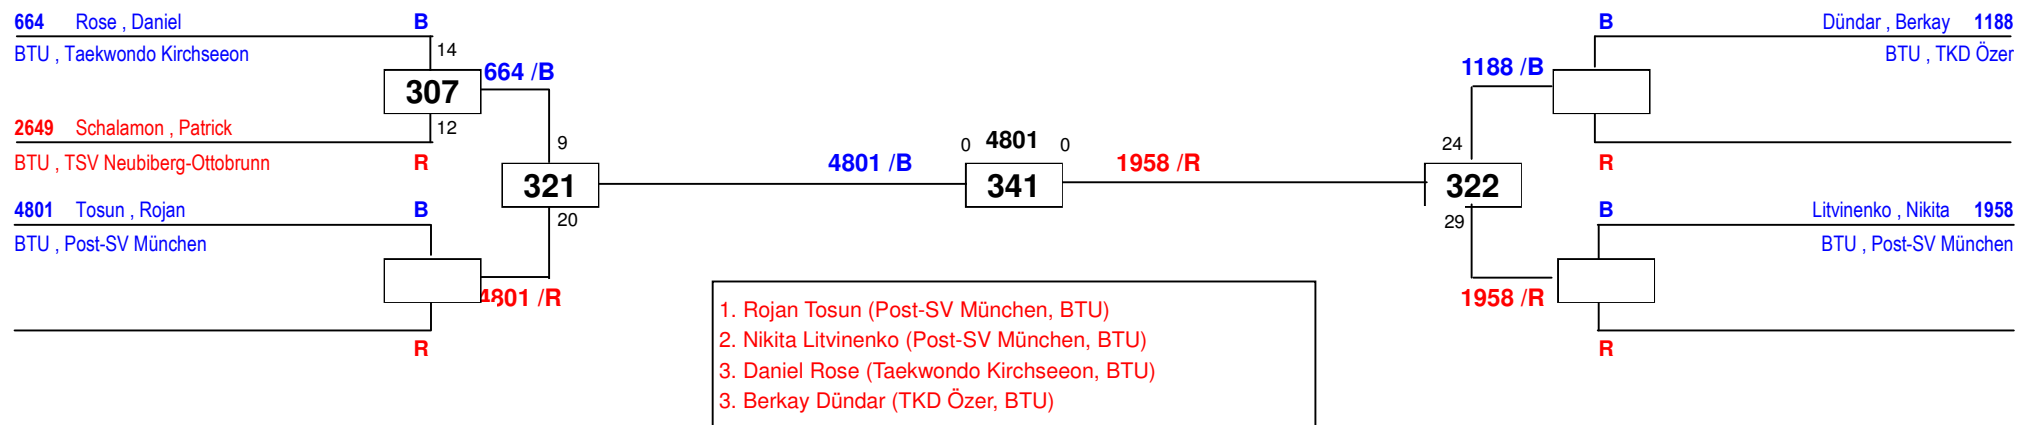 664 Rose , Daniel B
BTU , Taekwondo Kirchseeon
14
307
664 /B
12
2649 Schalamon , Patrick
BTU , TSV Neubiberg-Ottobrunn R
9
321
20
4801 Tosun , Rojan B
BTU , Post-SV München
4801 /R
R
4801 /B
0 4801 0
341
1958 /R
B Dündar , Berkay 1188
BTU , TKD Özer
1188 /B
24
322
29
R
B Litvinenko , Nikita 1958
BTU , Post-SV München
1958 /R
R
1. Rojan Tosun (Post-SV München, BTU)
2. Nikita Litvinenko (Post-SV München, BTU)
3. Daniel Rose (Taekwondo Kirchseeon, BTU)
3. Berkay Dündar (TKD Özer, BTU)